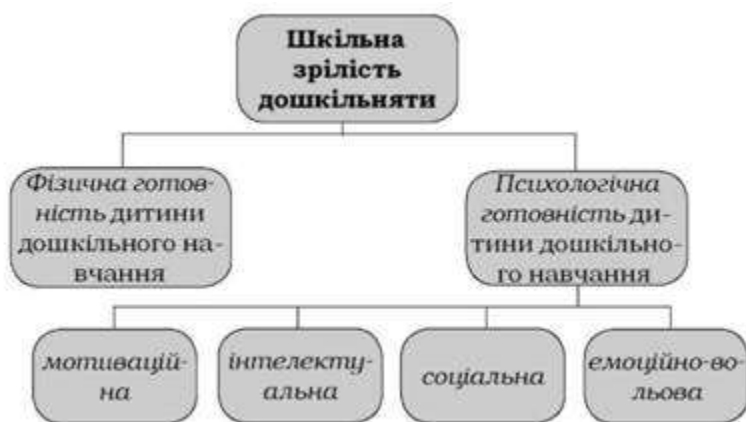 Шкільна
зрілість
дошкільняти
Фізична готов-
ність дитини
дошкільного на-
вчання
Психологічна
готовність ди-
тини дошкільно-
го навчання
мотивацій-
на
інтелекту-
альна
соціальна
емоційно-во-
льова